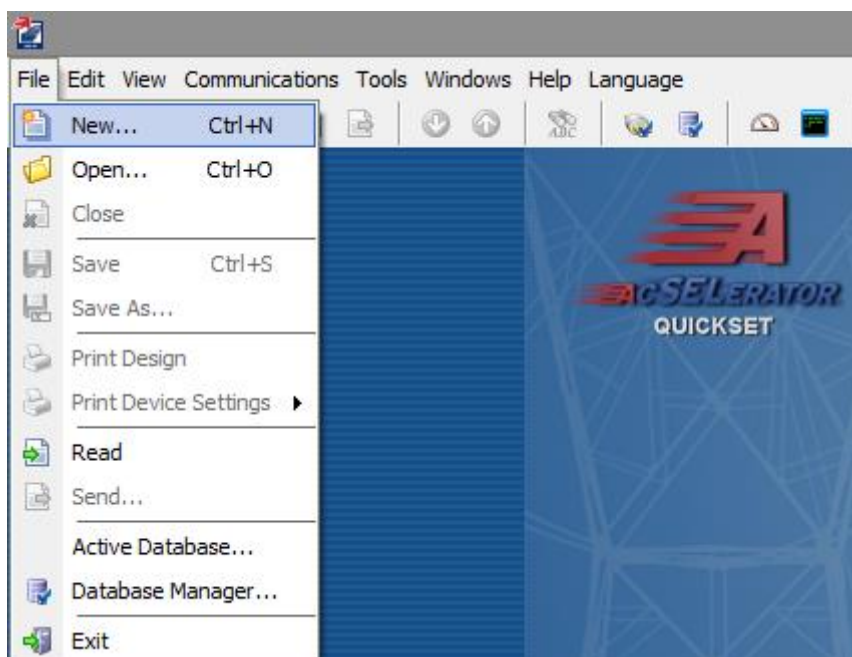 File Edit View Communications Tools Windows Help Language
New... Ctrl+N
ABC
Open... Ctrl+O
Close
Save Ctrl+S
Save As...
Print Design
Print Device Settings
Read
Send...
Active Database...
Database Manager...
Exit
A
ACSELERATOR
QUICKSET